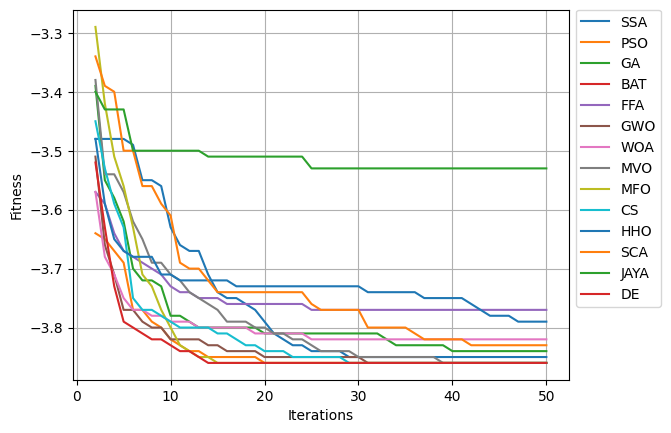 −3.3
−3.4
−3.5
−3.6
−3.7
−3.8
Fitness
0
10
20
30
40
50
Iterations
SSA
PSO
GA
BAT
FFA
GWO
WOA
MVO
MFO
CS
HHO
SCA
JAYA
DE